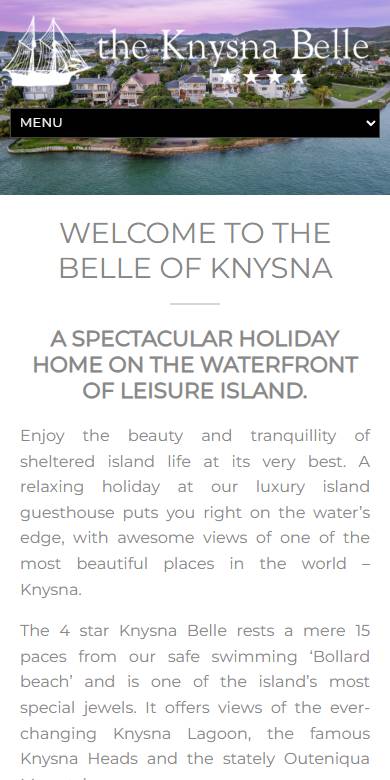 the Knysna Belle
MENU
WELCOME TO THE
BELLE OF KNYSNA
A SPECTACULAR HOLIDAY
HOME ON THE WATERFRONT
OF LEISURE ISLAND.
Enjoy the beauty and tranquillity of
sheltered island life at its very best. A
relaxing holiday at our luxury island
guesthouse puts you right on the water’s
edge, with awesome views of one of the
most beautiful places in the world –
Knysna.
The 4 star Knysna Belle rests a mere 15
paces from our safe swimming ‘Bollard
beach’ and is one of the island’s most
special jewels. It offers views of the ever-
changing Knysna Lagoon, the famous
Knysna Heads and the stately Outeniqua